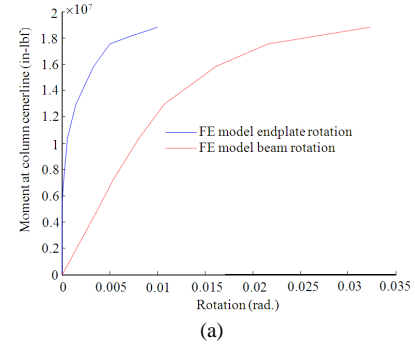 ×10⁷
2
1.8
1.6
1.4
1.2
1
0.8
0.6
0.4
0.2
0
Moment at column cenerline (in-lbf)
FE model endplate rotation
FE model beam rotation
0 0.005 0.01 0.015 0.02 0.025 0.03 0.035
Rotation (rad.)
(a)